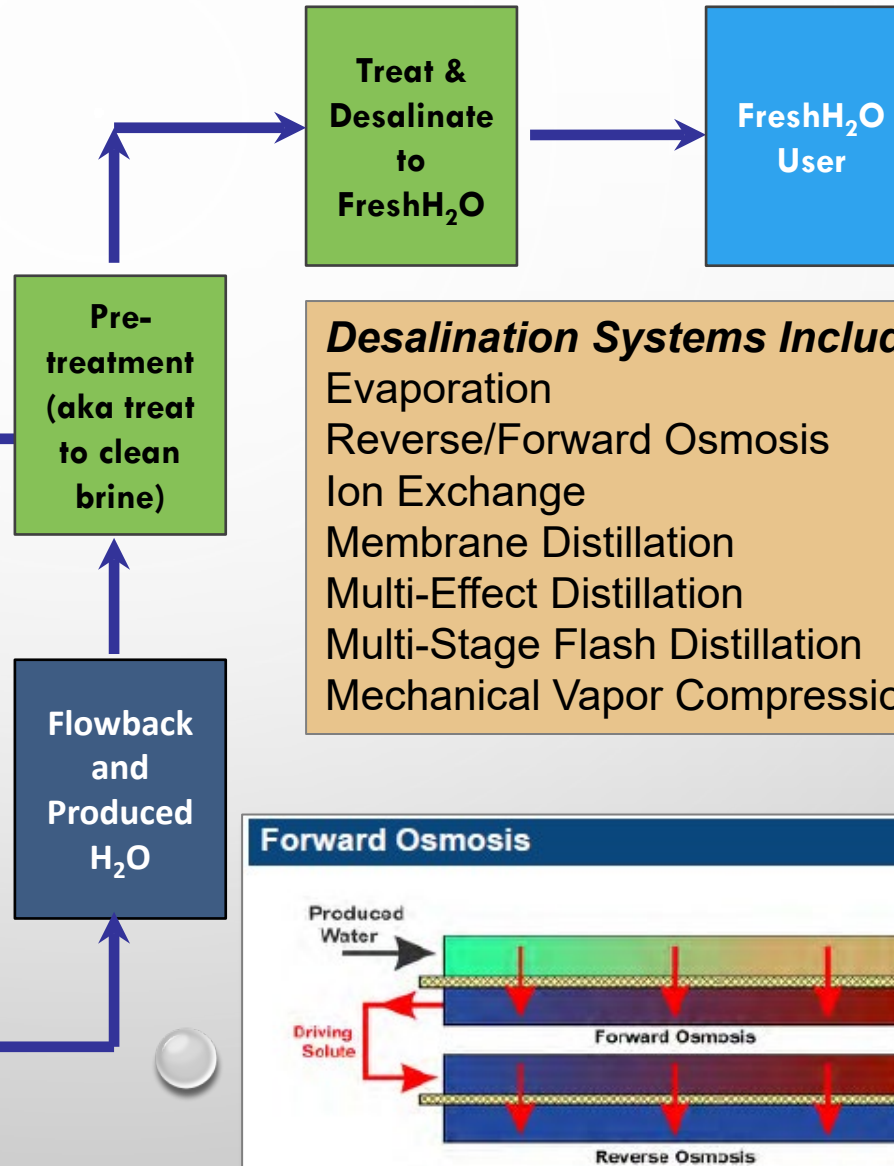 Treat &
Desalinate
to
FreshH₂O
FreshH₂O
User
Pre-
treatment
(aka treat
to clean
brine)
Desalination Systems Includ
Evaporation
Reverse/Forward Osmosis
Ion Exchange
Membrane Distillation
Multi-Effect Distillation
Multi-Stage Flash Distillation
Mechanical Vapor Compressio
Flowback
and
Produced
H₂O
Forward Osmosis
Produced
Water
Driving
Solute
Forward Osmosis
Reverse Osmosis